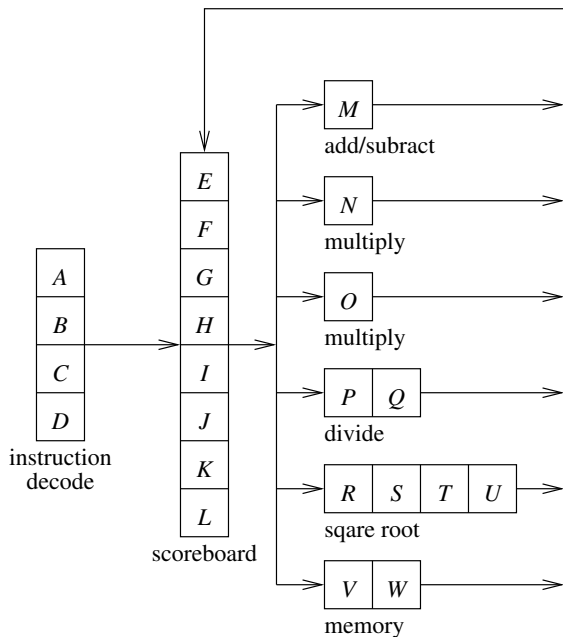 A
B
C
D
instruction
decode
E
F
G
H
I
J
K
L
scoreboard
M
add/subract
N
multiply
O
multiply
P Q
divide
R S T U
sqare root
V W
memory